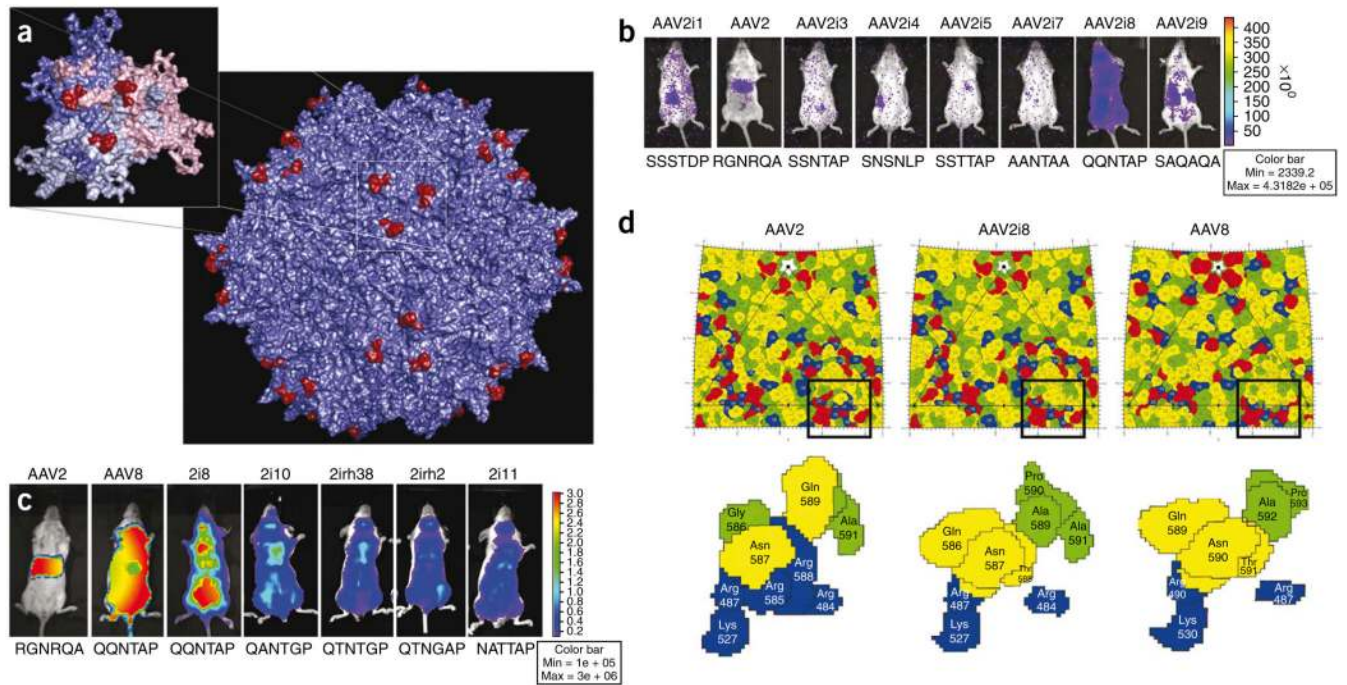 a
b
AAV2i1 AAV2 AAV2i3 AAV2i4 AAV2i5 AAV2i7 AAV2i8 AAV2i9
400
350
300
250
200
150
100
50
×10⁰
SSSTDP RGNRQA SSNTAP SNSNLP SSTTAP AANTAA QQNTAP SAQAQA
Color bar
Min = 2339.2
Max = 4.3182e + 05
c
AAV2 AAV8 2i8 2i10 2irh38 2irh2 2i11
3.0
2.8
2.6
2.4
2.2
2.0
1.8
1.6
1.4
1.2
1.0
0.8
0.6
0.4
0.2
RGNRQA QQNTAP QQNTAP QANTGP QTNTGP QTNGAP NATTAP
Color bar
Min = 1e + 05
Max = 3e + 06
d
AAV2 AAV2i8 AAV8
Gln
589
Gly
586
Ala
591
Asn
587
Arg
588
Arg
487
Arg
585
Arg
484
Lys
527
Pro
590
Ala
589
Ala
591
Gln
586
Asn
587
Arg
487
Arg
484
Lys
527
Pro
593
Ala
592
Gln
589
Asn
590
Thr
591
Arg
490
Arg
487
Lys
530